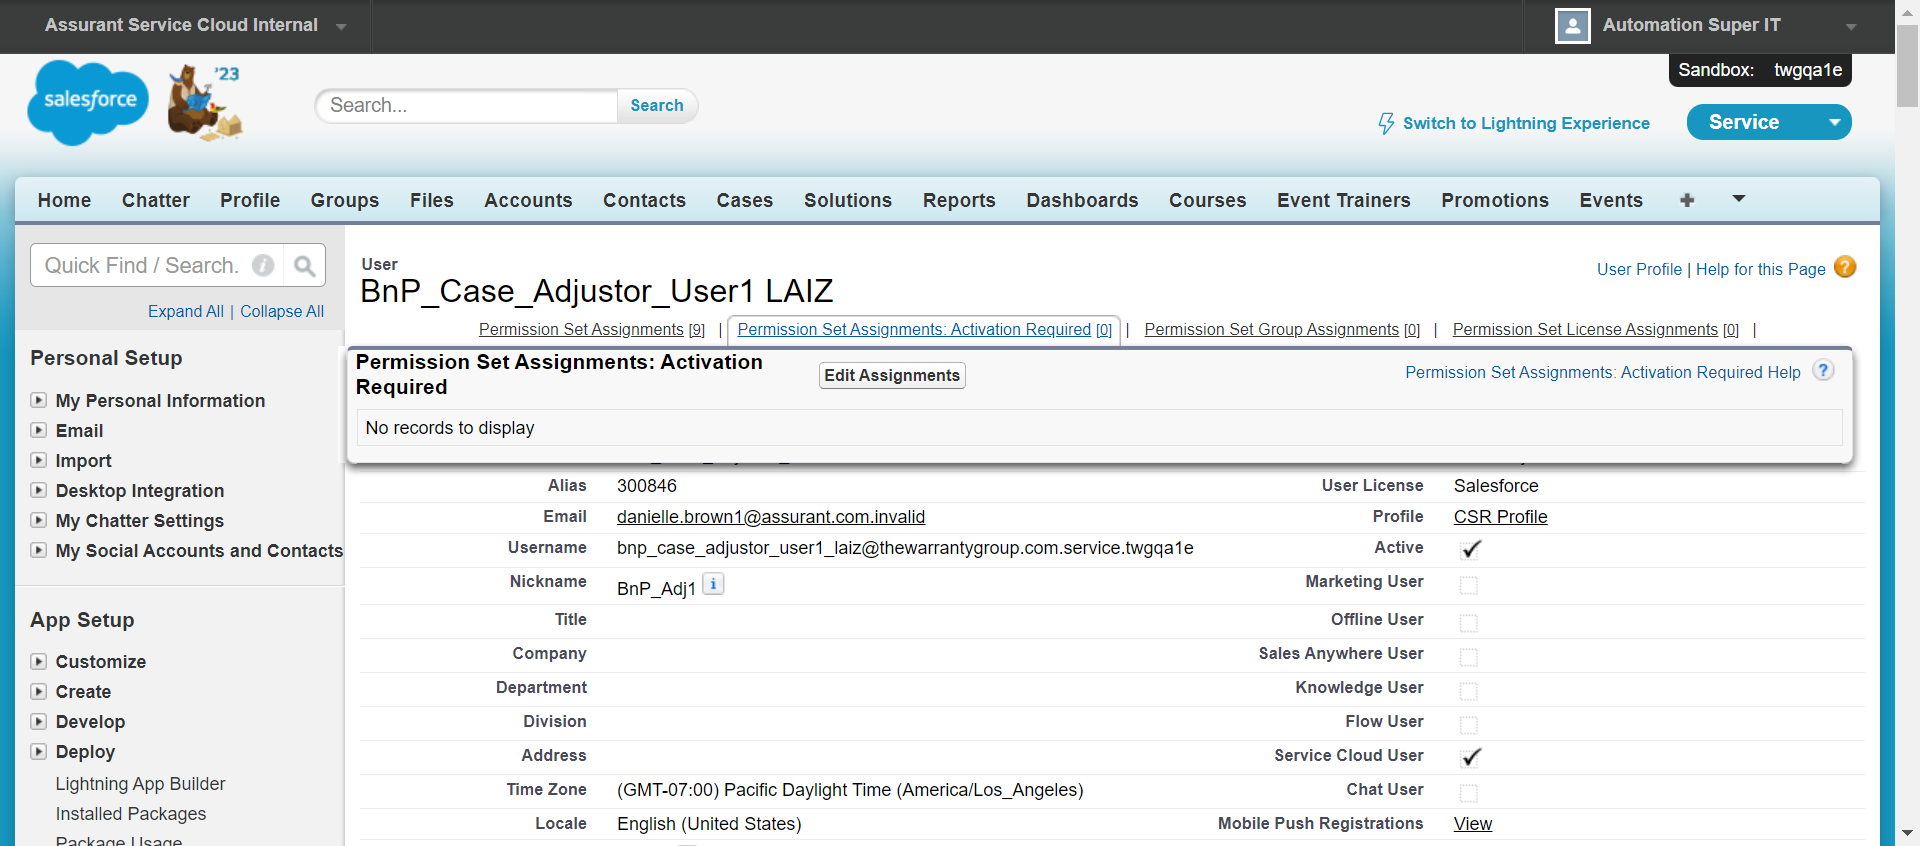 Assurant Service Cloud Internal
Automation Super IT
Sandbox: twgqa1e
salesforce
'23
Search...
Search
Switch to Lightning Experience
Service
Home Chatter Profile Groups Files Accounts Contacts Cases Solutions Reports Dashboards Courses Event Trainers Promotions Events
Quick Find / Search.
Expand All | Collapse All
Personal Setup
My Personal Information
Email
Import
Desktop Integration
My Chatter Settings
My Social Accounts and Contacts
App Setup
Customize
Create
Develop
Deploy
Lightning App Builder
Installed Packages
Package Usage
User
BnP_Case_Adjustor_User1 LAIZ
User Profile | Help for this Page
Permission Set Assignments [9] | Permission Set Assignments: Activation Required [0] | Permission Set Group Assignments [0] | Permission Set License Assignments [0] |
Permission Set Assignments: Activation
Required
Edit Assignments
Permission Set Assignments: Activation Required Help
No records to display
Alias 300846 User License Salesforce
Email danielle.brown1@assurant.com.invalid Profile CSR Profile
Username bnp_case_adjustor_user1_laiz@thewarrantygroup.com.service.twgqa1e Active
Nickname BnP_Adj1 Marketing User
Title Offline User
Company Sales Anywhere User
Department Knowledge User
Division Flow User
Address Service Cloud User
Time Zone (GMT-07:00) Pacific Daylight Time (America/Los_Angeles) Chat User
Locale English (United States) Mobile Push Registrations View